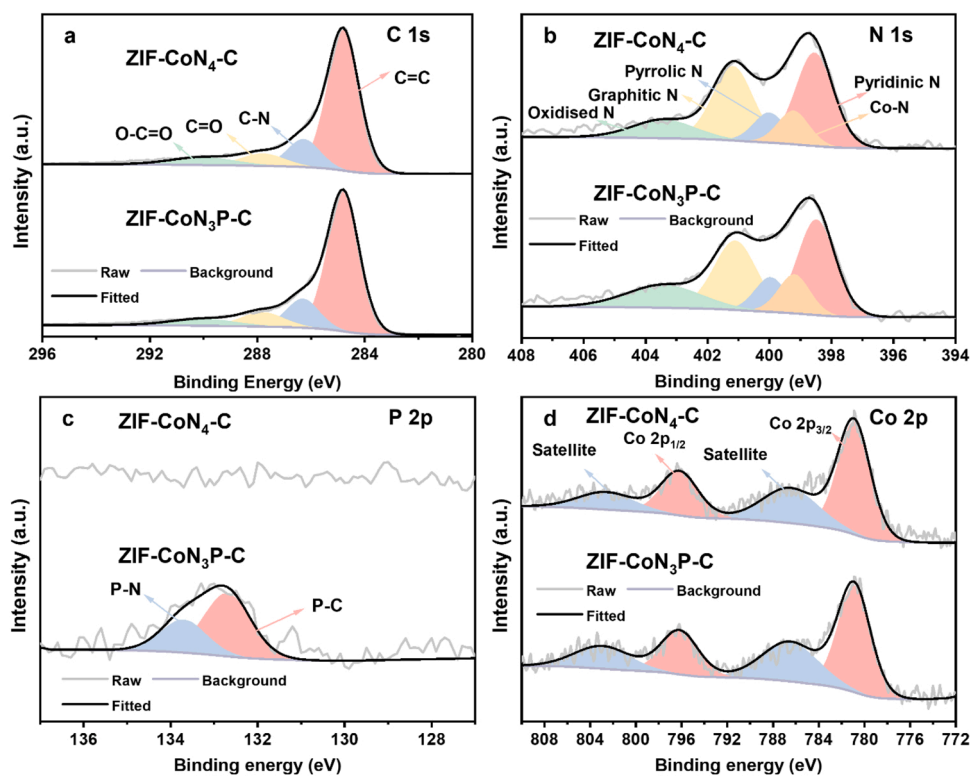 a
C 1s
ZIF-CoN₄-C
C=C
C-N
C=O
O-C=O
ZIF-CoN₃P-C
Raw
Background
Fitted
Intensity (a.u.)
296 292 288 284 280
Binding Energy (eV)
b
N 1s
ZIF-CoN₄-C
Pyrrolic N
Graphitic N
Oxidised N
Pyridinic N
Co-N
ZIF-CoN₃P-C
Raw
Background
Fitted
Intensity (a.u.)
408 406 404 402 400 398 396 394
Binding energy (eV)
c
P 2p
ZIF-CoN₄-C
ZIF-CoN₃P-C
P-N
P-C
Raw
Background
Fitted
Intensity (a.u.)
136 134 132 130 128
Binding energy (eV)
d
Co 2p
ZIF-CoN₄-C
Satellite
Co 2p₁/₂
Satellite
Co 2p₃/₂
ZIF-CoN₃P-C
Raw
Background
Fitted
Intensity (a.u.)
808 804 800 796 792 788 784 780 776 772
Binding energy (eV)